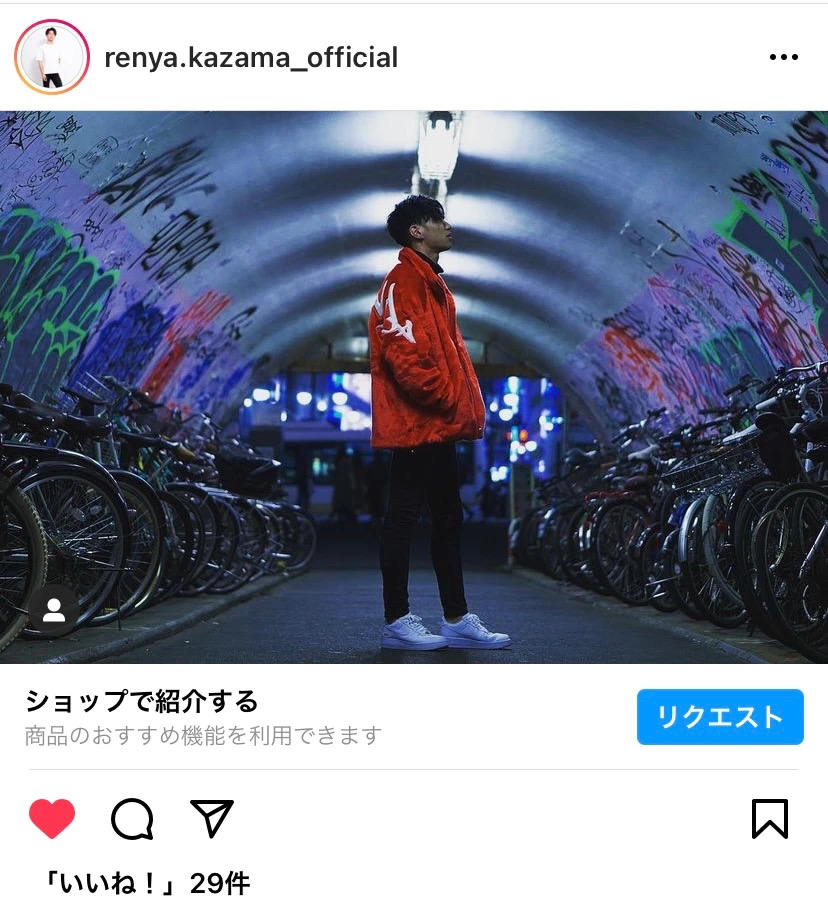 renya.kazama_official
ショップで紹介する
商品のおすすめ機能を利用できます
リクエスト
「いいね！」29件